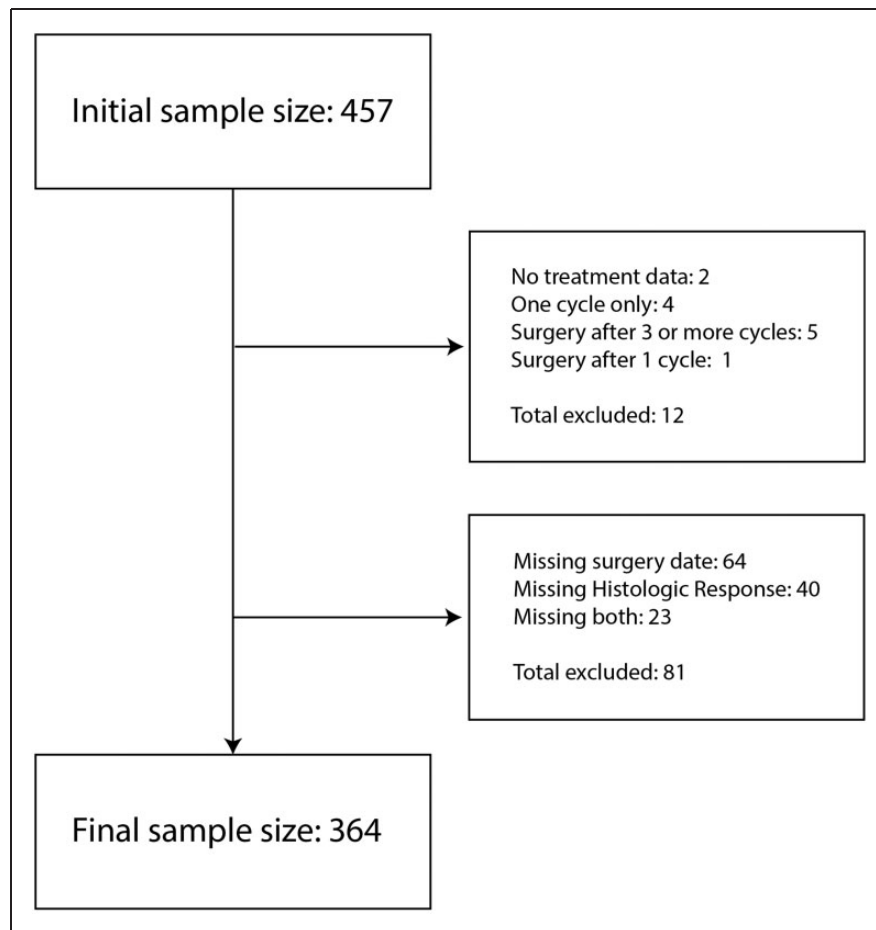 Initial sample size: 457
No treatment data: 2
One cycle only: 4
Surgery after 3 or more cycles: 5
Surgery after 1 cycle: 1
Total excluded: 12
Missing surgery date: 64
Missing Histologic Response: 40
Missing both: 23
Total excluded: 81
Final sample size: 364